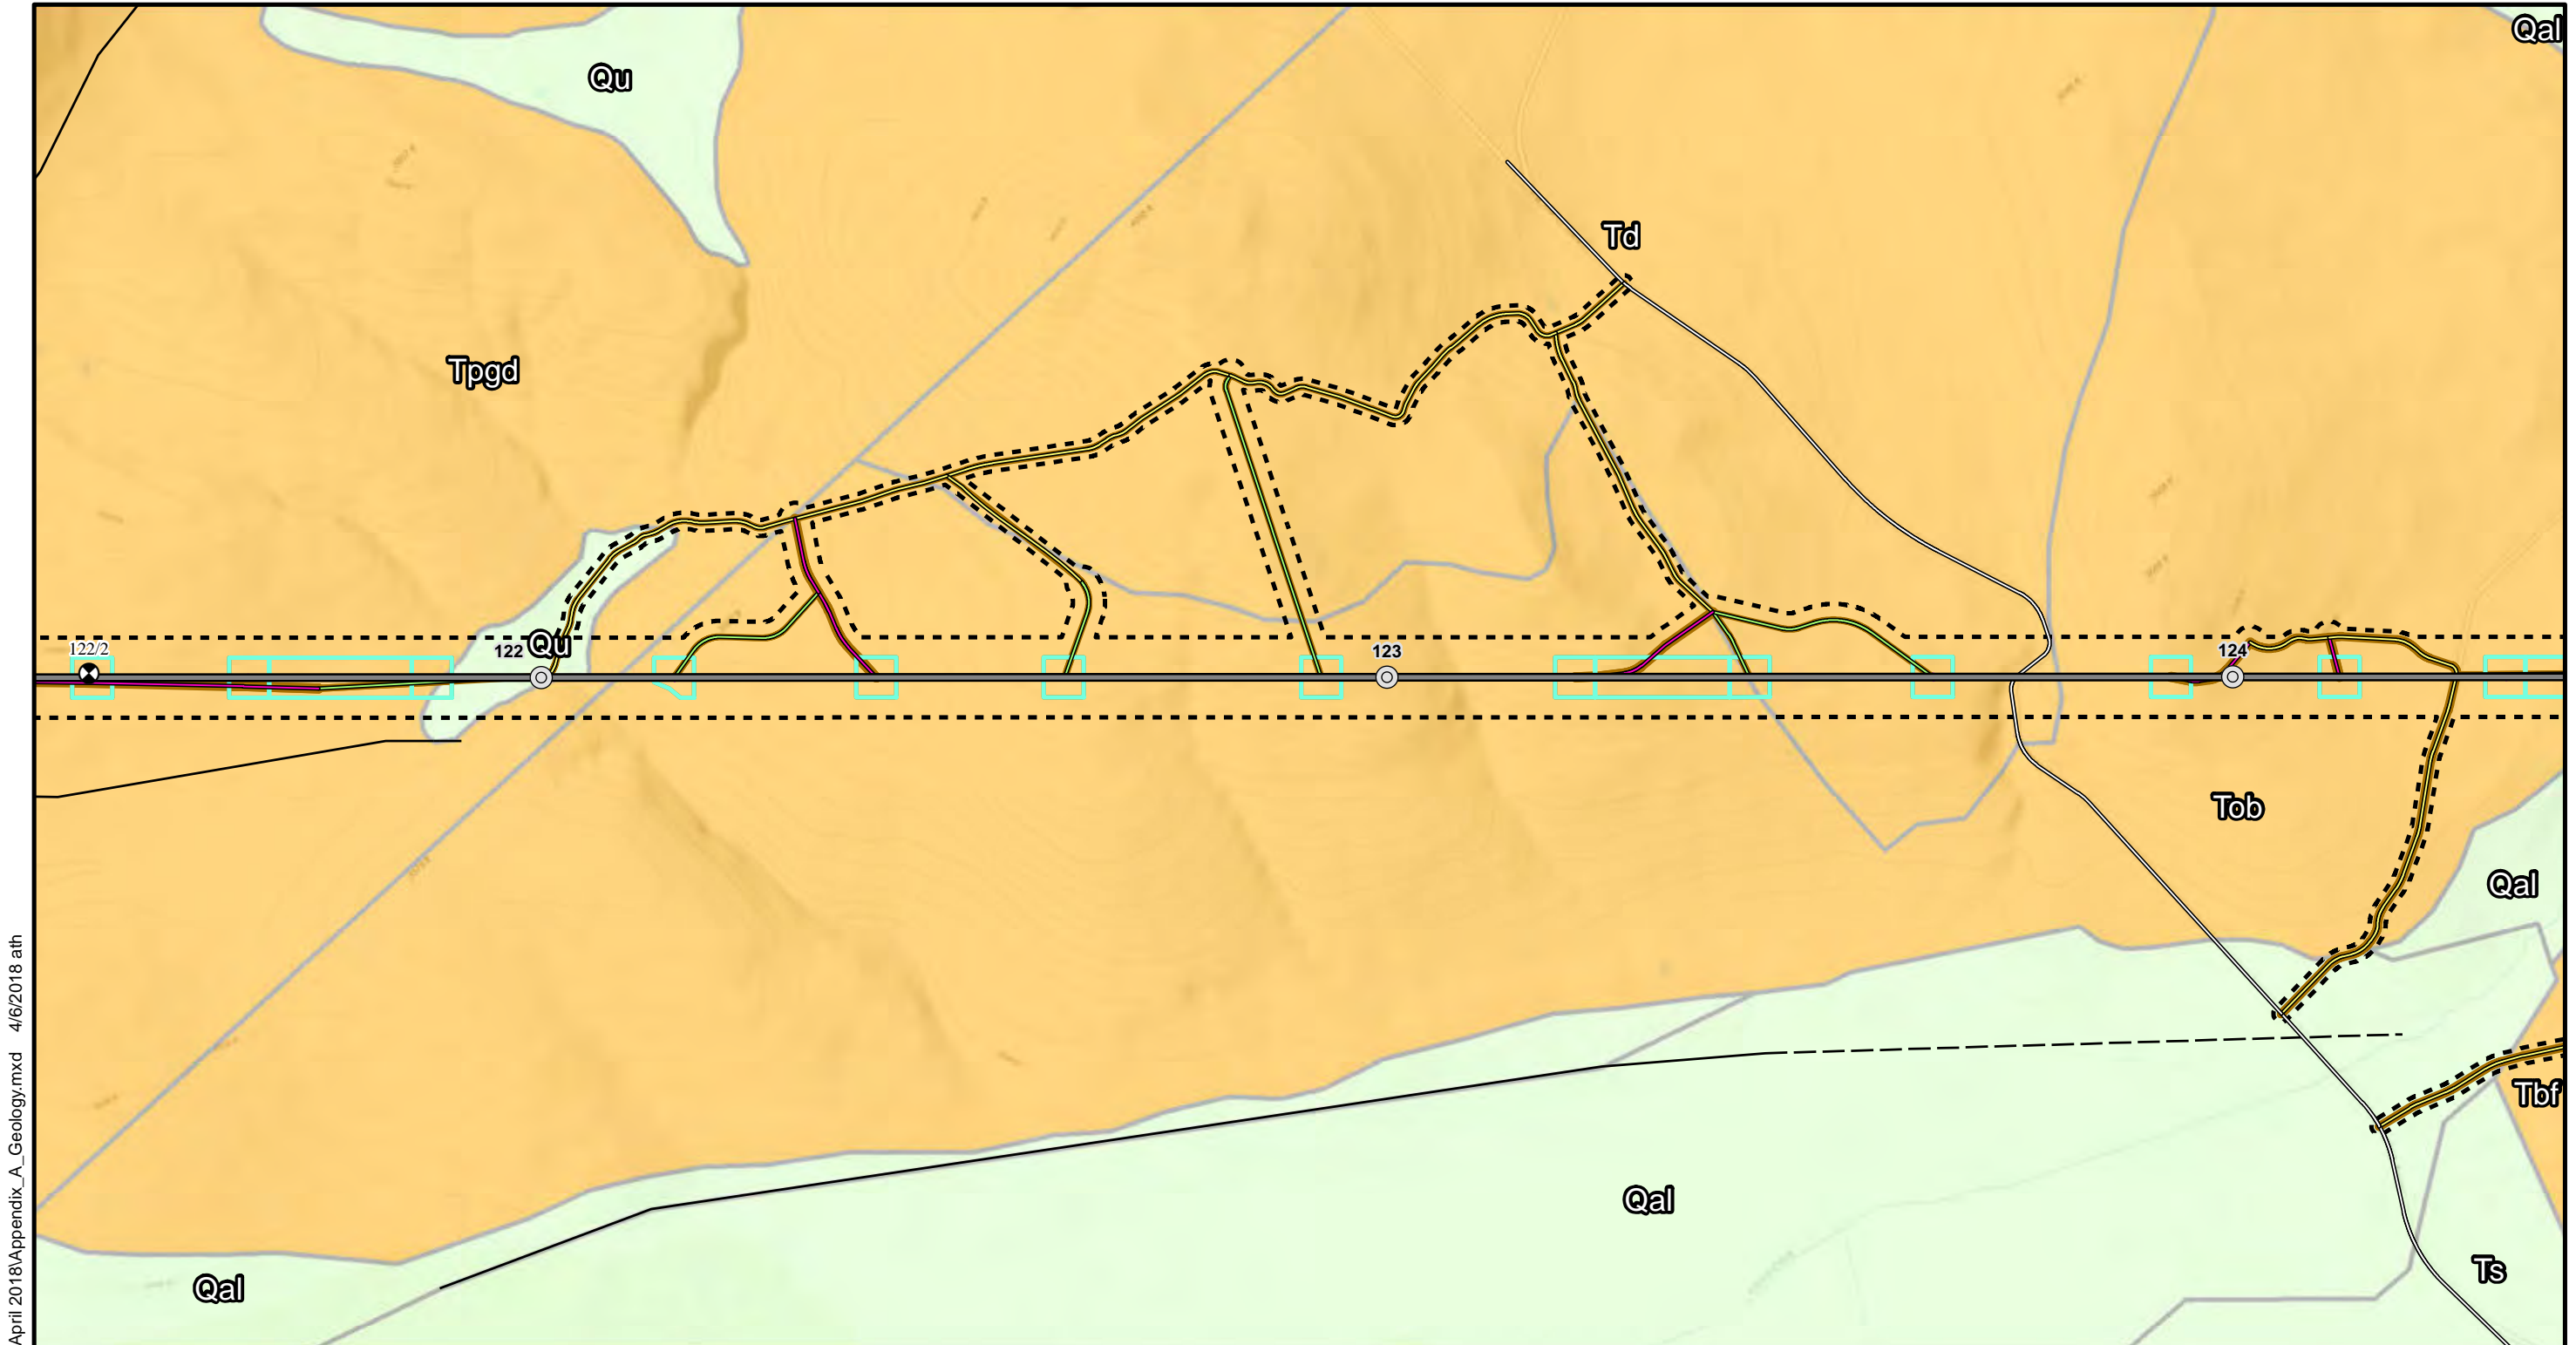 Qal
Qu
Td
Tpgd
122/2
122
Qu
123
124
Tob
Qal
Tbf
Qal
Ts
Qal
April 2018\Appendix_A_Geology.mxd 4/6/2018 ath